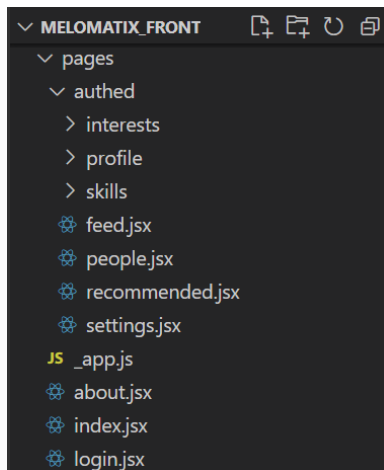 MELOMATIX_FRONT
pages
authed
interests
profile
skills
feed.jsx
people.jsx
recommended.jsx
settings.jsx
JS _app.js
about.jsx
index.jsx
login.jsx